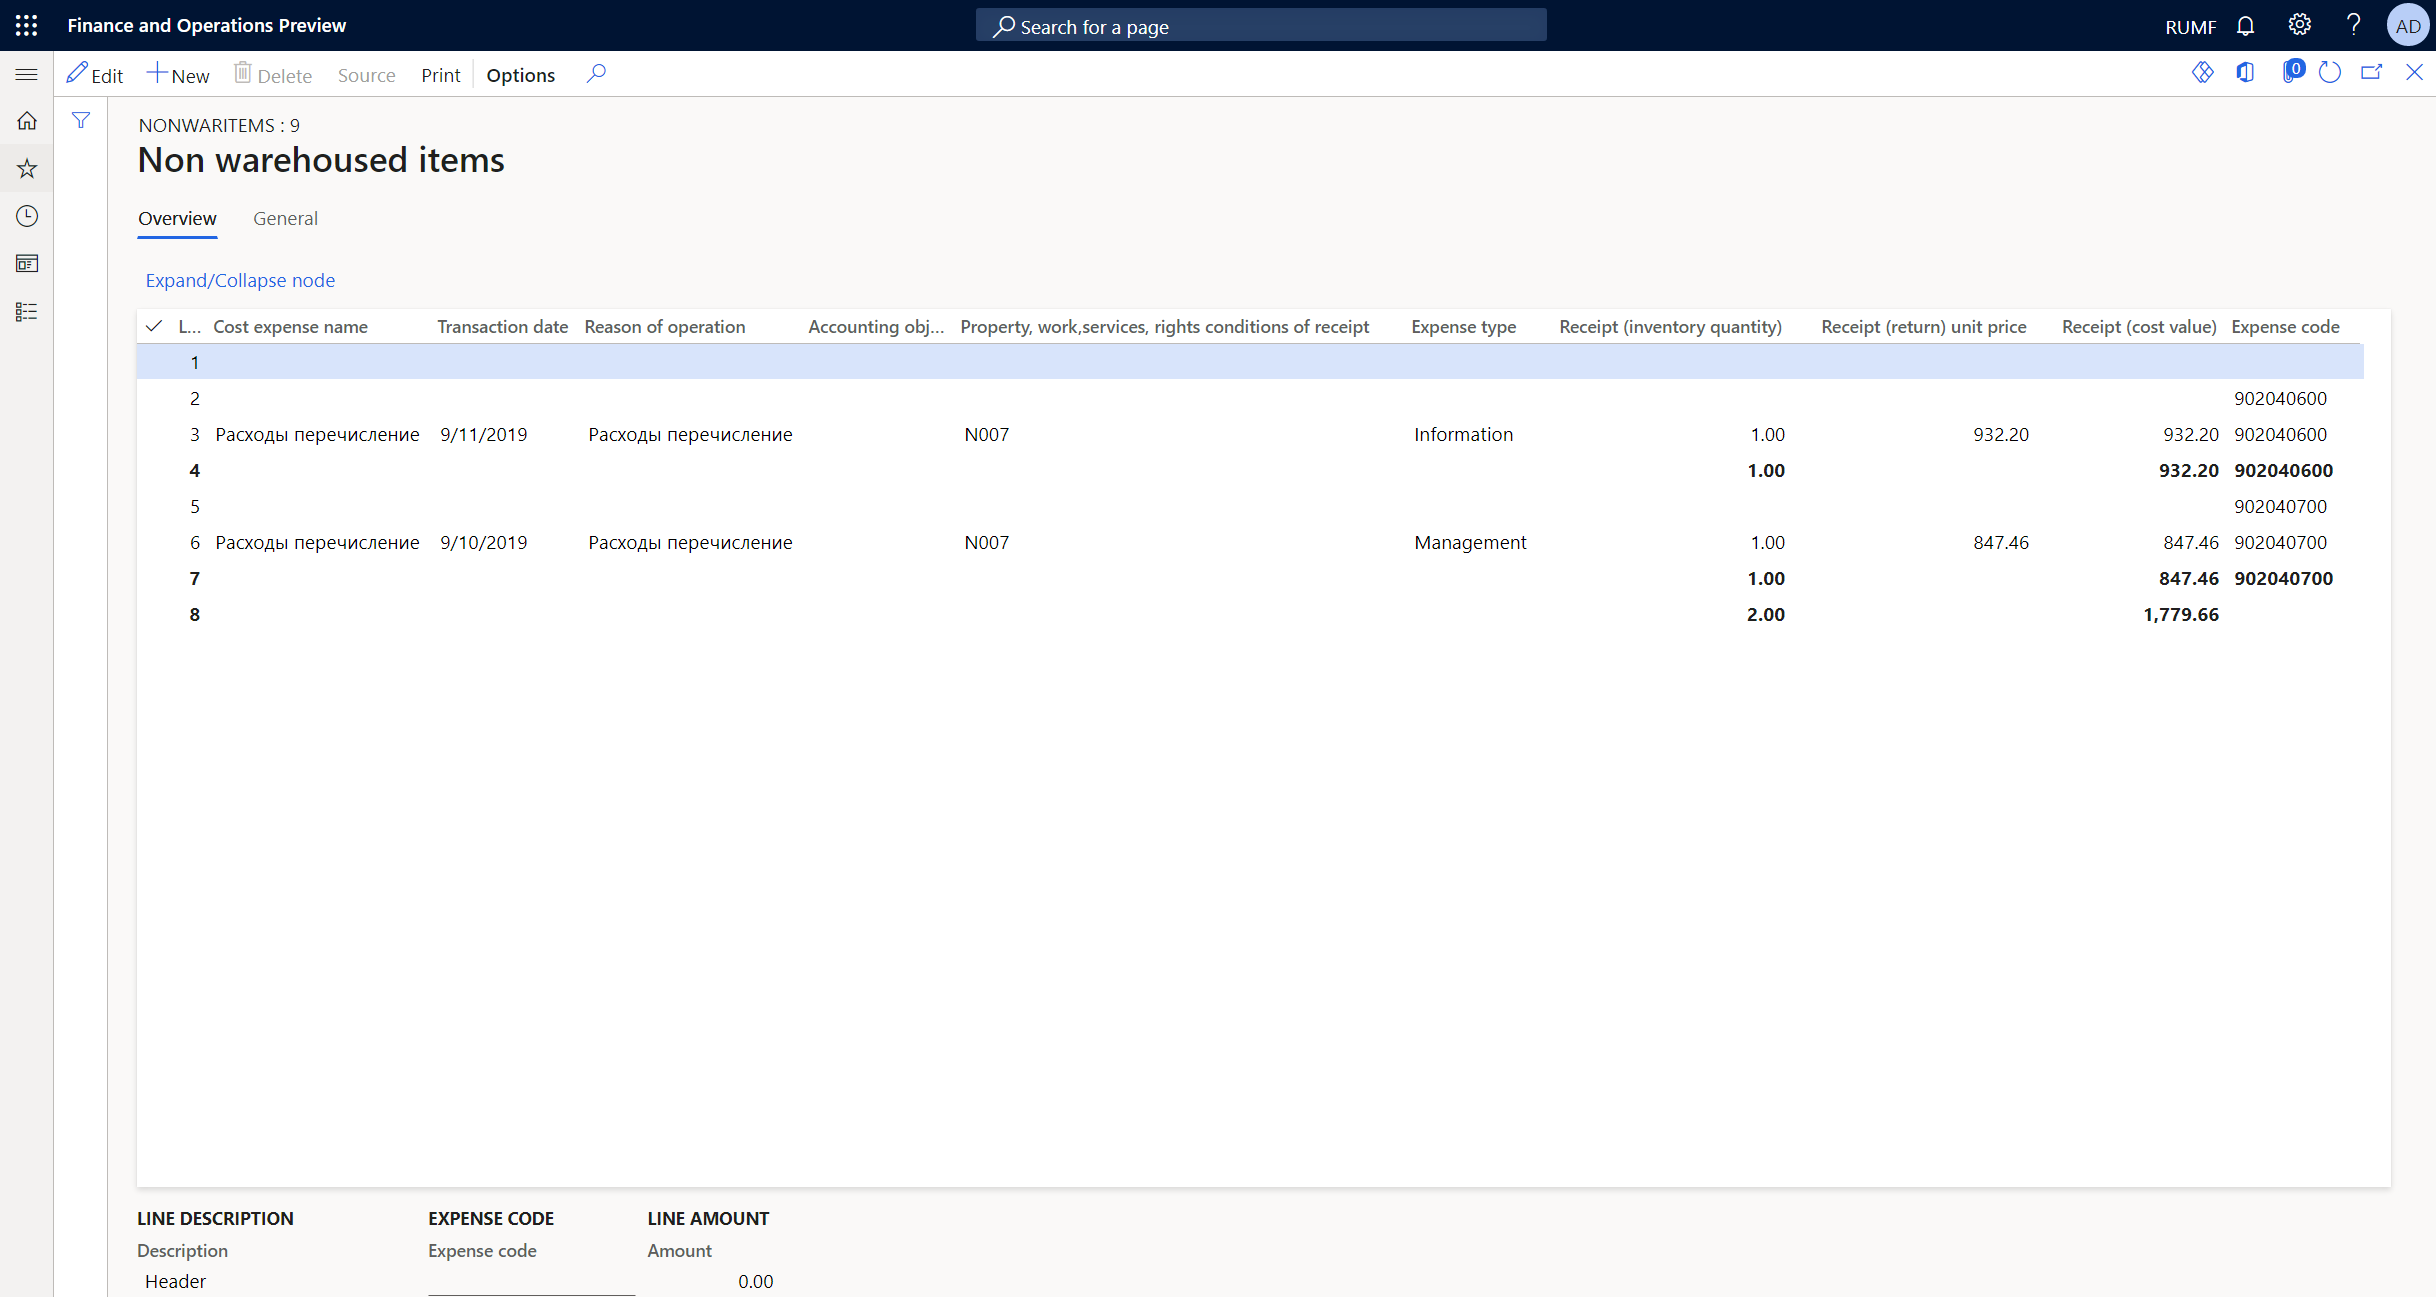 Finance and Operations Preview
Search for a page
RUMF
AD
Edit
New
Delete
Source
Print
Options
0
NONWARITEMS : 9
Non warehoused items
Overview
General
Expand/Collapse node
L... Cost expense name Transaction date Reason of operation Accounting obj... Property, work,services, rights conditions of receipt Expense type Receipt (inventory quantity) Receipt (return) unit price Receipt (cost value) Expense code
1
2 902040600
3 Расходы перечисление 9/11/2019 Расходы перечисление N007 Information 1.00 932.20 932.20 902040600
4 1.00 932.20 902040600
5 902040700
6 Расходы перечисление 9/10/2019 Расходы перечисление N007 Management 1.00 847.46 847.46 902040700
7 1.00 847.46 902040700
8 2.00 1,779.66
LINE DESCRIPTION EXPENSE CODE LINE AMOUNT
Description Expense code Amount
Header 0.00